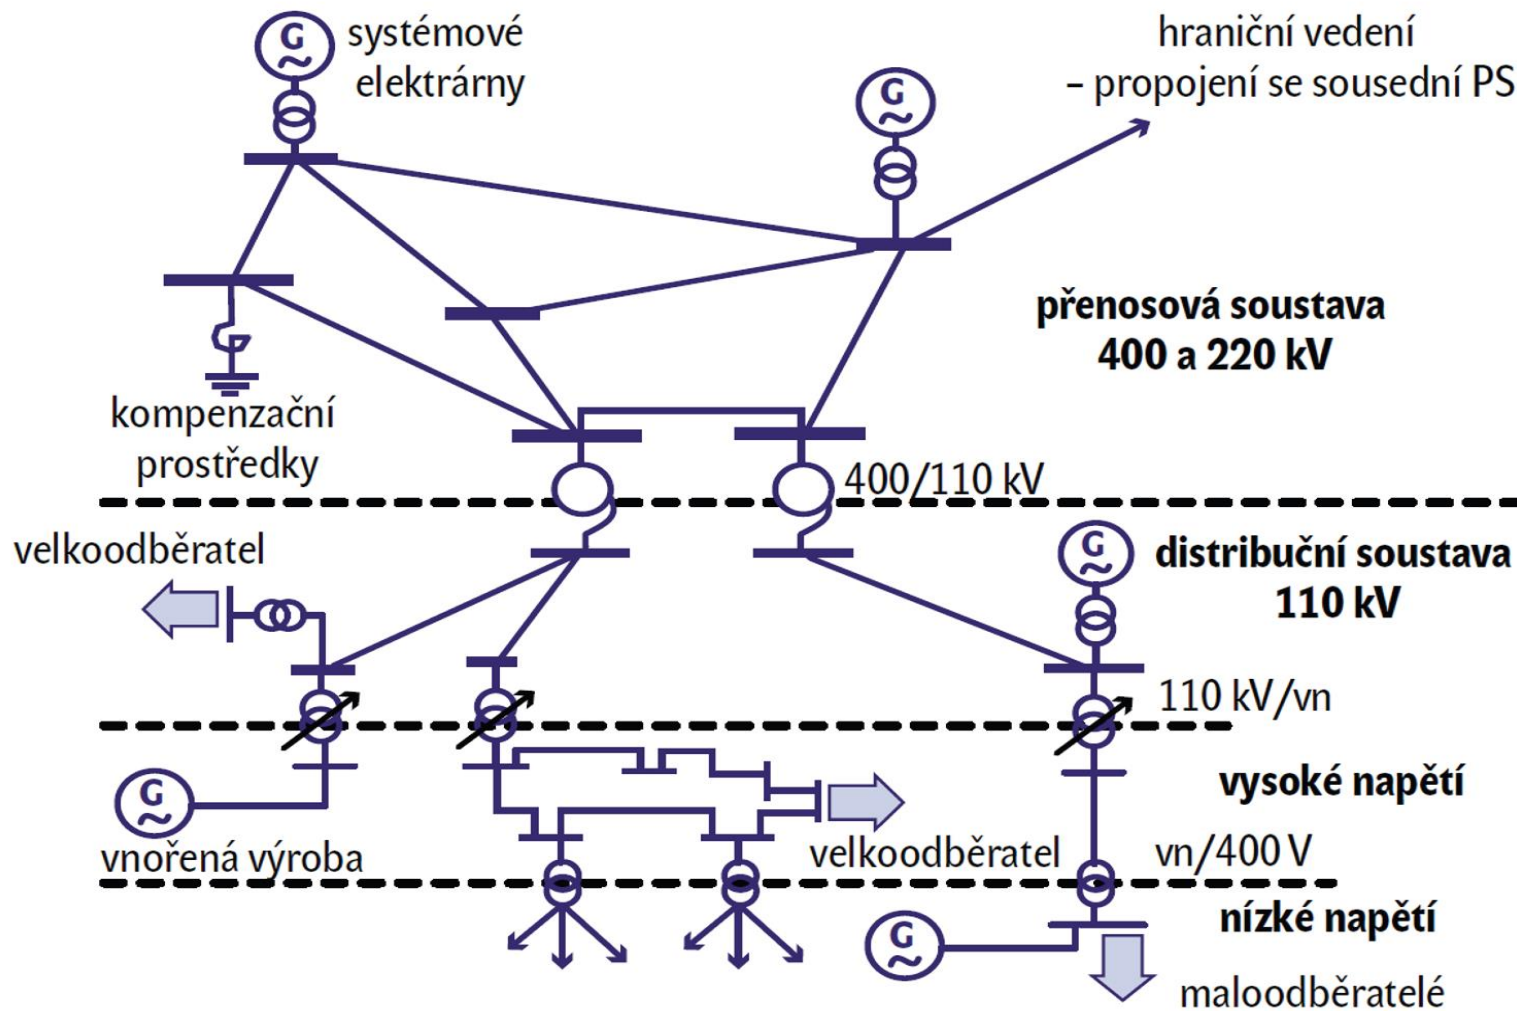 G
systémové
elektrárny
hraniční vedení
– propojení se sousední PS
G
přenosová soustava
400 a 220 kV
kompenzační
prostředky
400/110 kV
velkoodběratel
G
distribuční soustava
110 kV
110 kV/vn
G
vysoké napětí
vnořená výroba
velkoodběratel
vn/400 V
nízké napětí
G
maloodběratelé